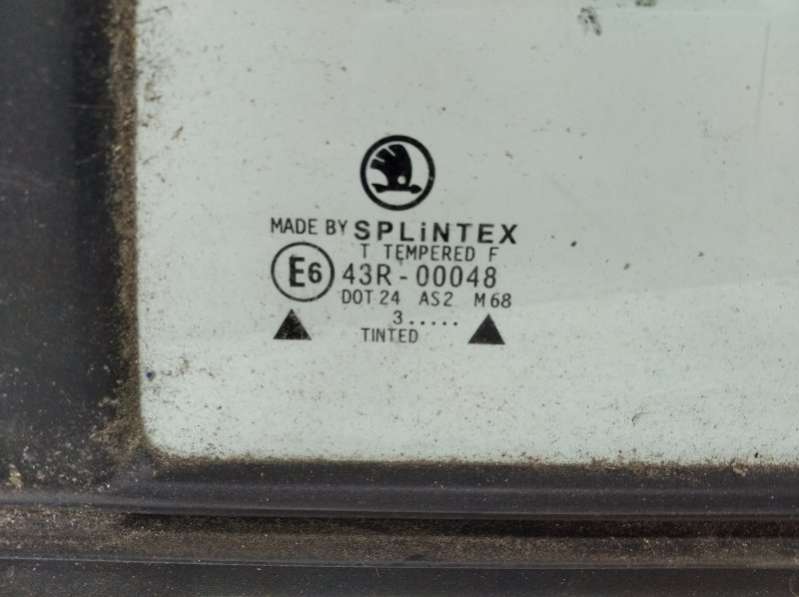 MADE BY SPLiNTEX
T TEMPERED F
E6 43R-00048
DOT 24 AS2 M68
3.....
TINTED